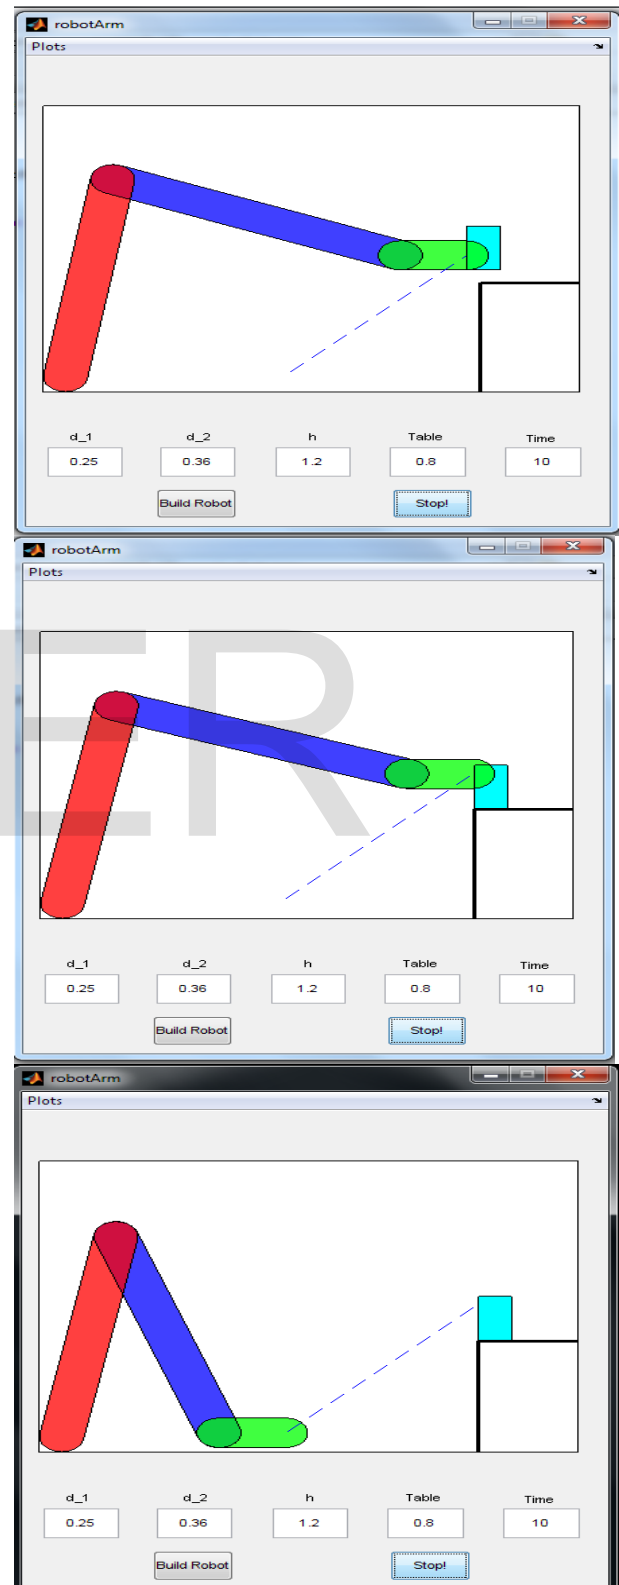 robotArm
Plots
d_1 d_2 h Table Time
0.25 0.36 1.2 0.8 10
Build Robot Stop!
robotArm
Plots
ER
d_1 d_2 h Table Time
0.25 0.36 1.2 0.8 10
Build Robot Stop!
robotArm
Plots
d_1 d_2 h Table Time
0.25 0.36 1.2 0.8 10
Build Robot Stop!